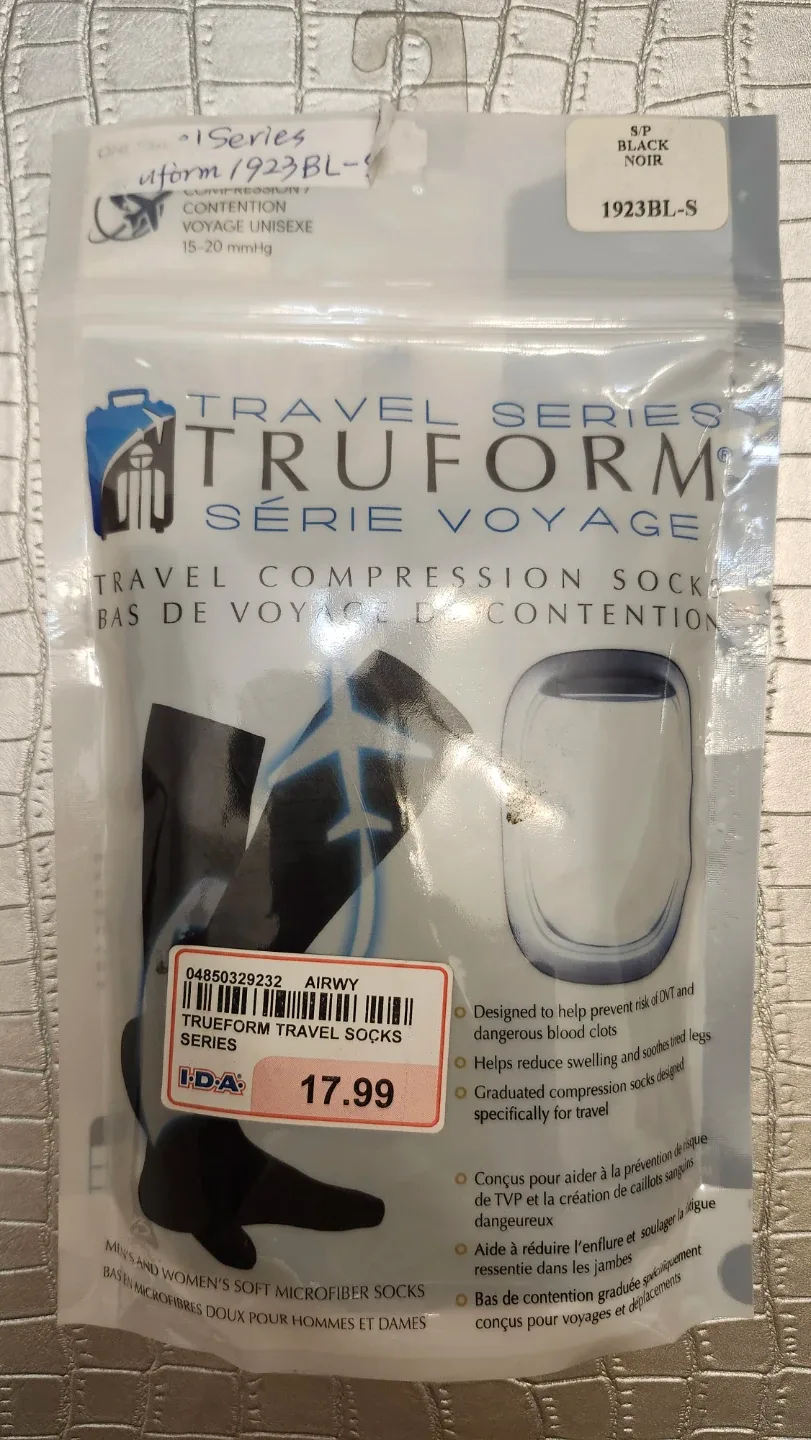 Series
uform 1923BL-S
S/P
BLACK
NOIR
1923BL-S
COMPRESSION /
CONTENTION
VOYAGE UNISEXE
15-20 mmHg
TRAVEL SERIES
TRUFORM®
SÉRIE VOYAGE
TRAVEL COMPRESSION SOCKS
BAS DE VOYAGE DE CONTENTION
04850329232 AIRWY
TRUEFORM TRAVEL SOCKS
SERIES
I·D·A·
17.99
Designed to help prevent risk of DVT and
dangerous blood clots
Helps reduce swelling and soothes tired legs
Graduated compression socks designed
specifically for travel
Conçus pour aider à la prévention de risque
de TVP et la création de caillots sanguins
dangeureux
Aide à réduire l'enflure et soulager la fatigue
ressentie dans les jambes
Bas de contention graduée spécifiquement
conçus pour voyages et déplacements
MEN'S AND WOMEN'S SOFT MICROFIBER SOCKS
BAS EN MICROFIBRES DOUX POUR HOMMES ET DAMES